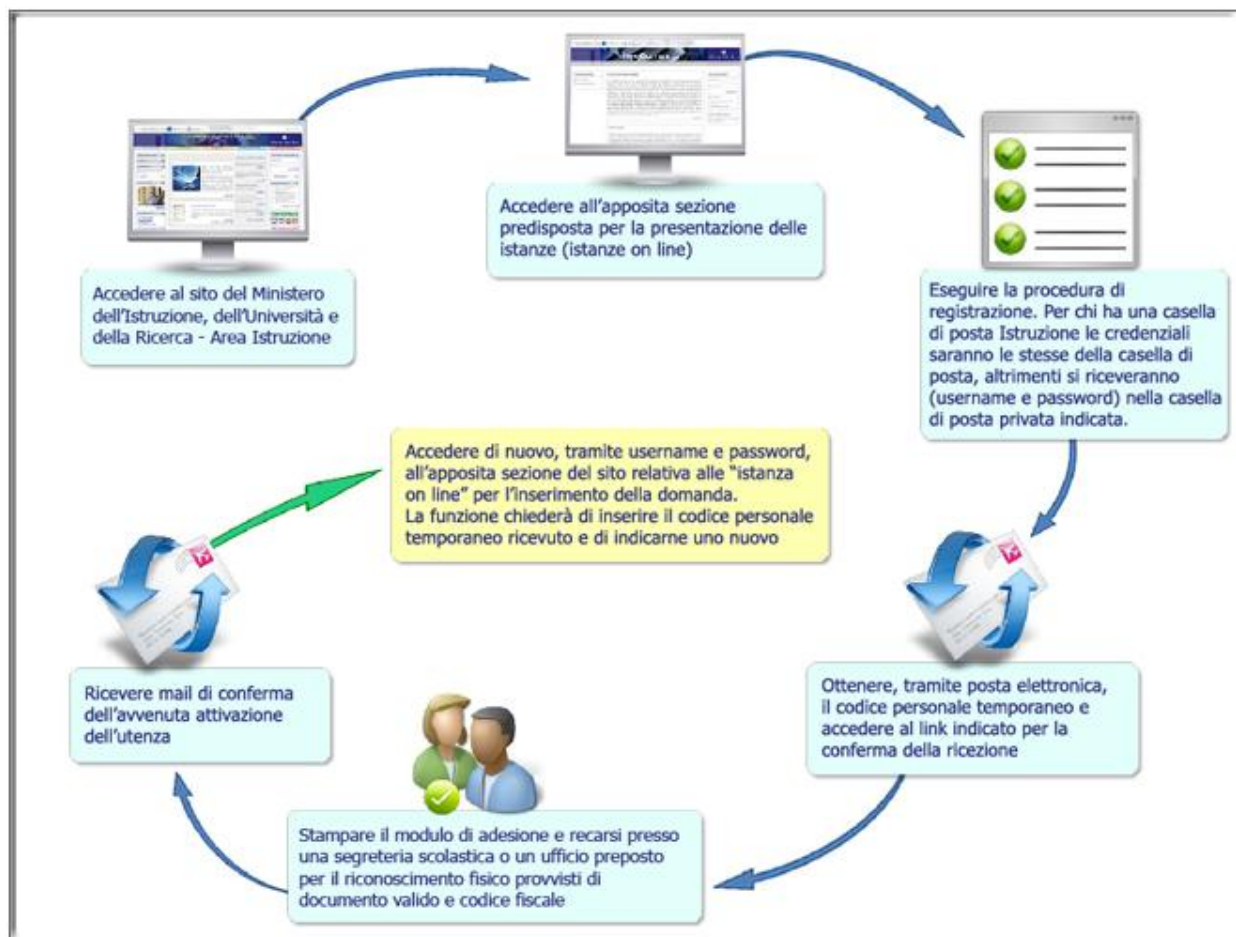 Accedere al sito del Ministero
dell'Istruzione, dell'Università e
della Ricerca - Area Istruzione
Accedere all'apposita sezione
predisposta per la presentazione delle
istanze (istanze on line)
Eseguire la procedura di
registrazione. Per chi ha una casella
di posta Istruzione le credenziali
saranno le stesse della casella di
posta, altrimenti si riceveranno
(username e password) nella casella
di posta privata indicata.
Ottenere, tramite posta elettronica,
il codice personale temporaneo e
accedere al link indicato per la
conferma della ricezione
Stampare il modulo di adesione e recarsi presso
una segreteria scolastica o un ufficio preposto
per il riconoscimento fisico provvisti di
documento valido e codice fiscale
Ricevere mail di conferma
dell'avvenuta attivazione
dell'utenza
Accedere di nuovo, tramite username e password,
all'apposita sezione del sito relativa alle "istanza
on line" per l'inserimento della domanda.
La funzione chiederà di inserire il codice personale
temporaneo ricevuto e di indicarne uno nuovo